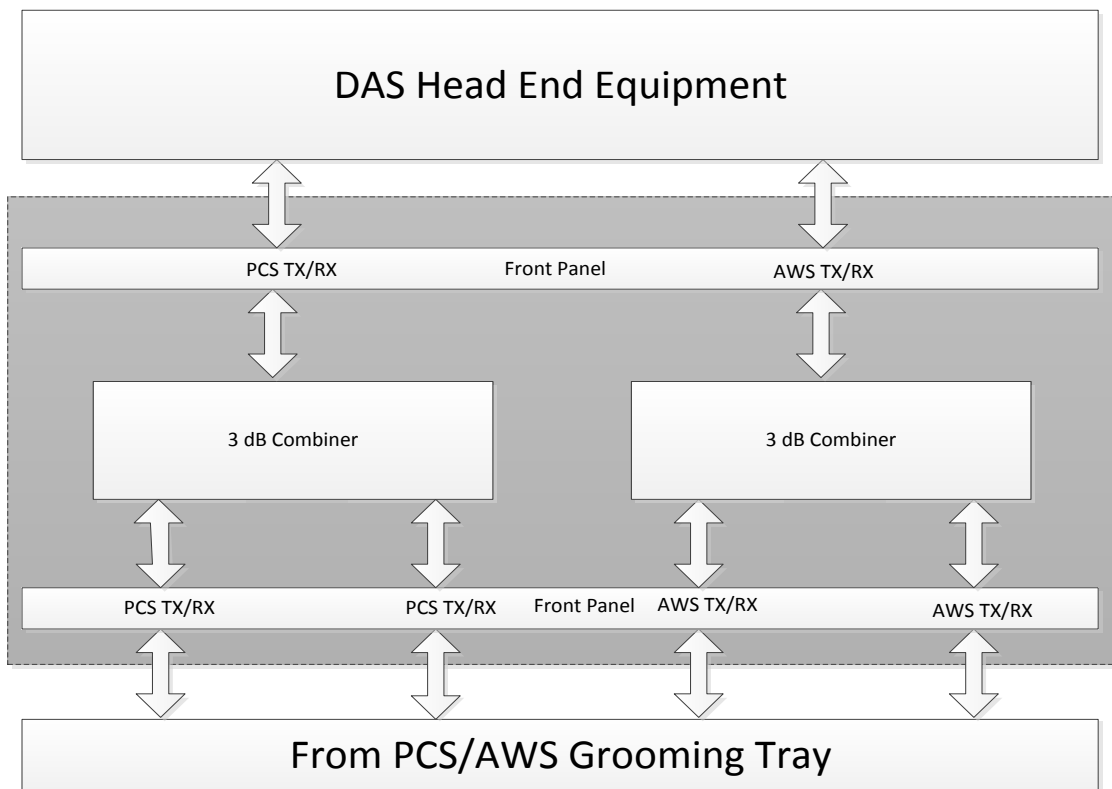 DAS Head End Equipment
PCS TX/RX Front Panel AWS TX/RX
3 dB Combiner 3 dB Combiner
PCS TX/RX PCS TX/RX Front Panel AWS TX/RX AWS TX/RX
From PCS/AWS Grooming Tray